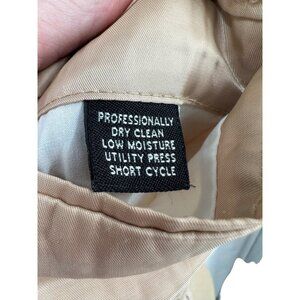 PROFESSIONALLY
DRY CLEAN
LOW MOISTURE
UTILITY PRESS
SHORT CYCLE